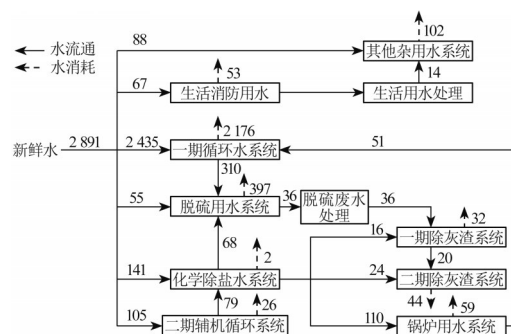 水流通
水消耗
88
102
其他杂用水系统
67
53
生活消防用水
14
生活用水处理
新鲜水
2 891
2 435
2 176
一期循环水系统
51
310
55
397
脱硫用水系统
36
脱硫废水
处理
36
68
16
32
一期除灰渣系统
20
141
2
化学除盐水系统
24
二期除灰渣系统
44
79
26
59
105
二期辅机循环系统
110
锅炉用水系统